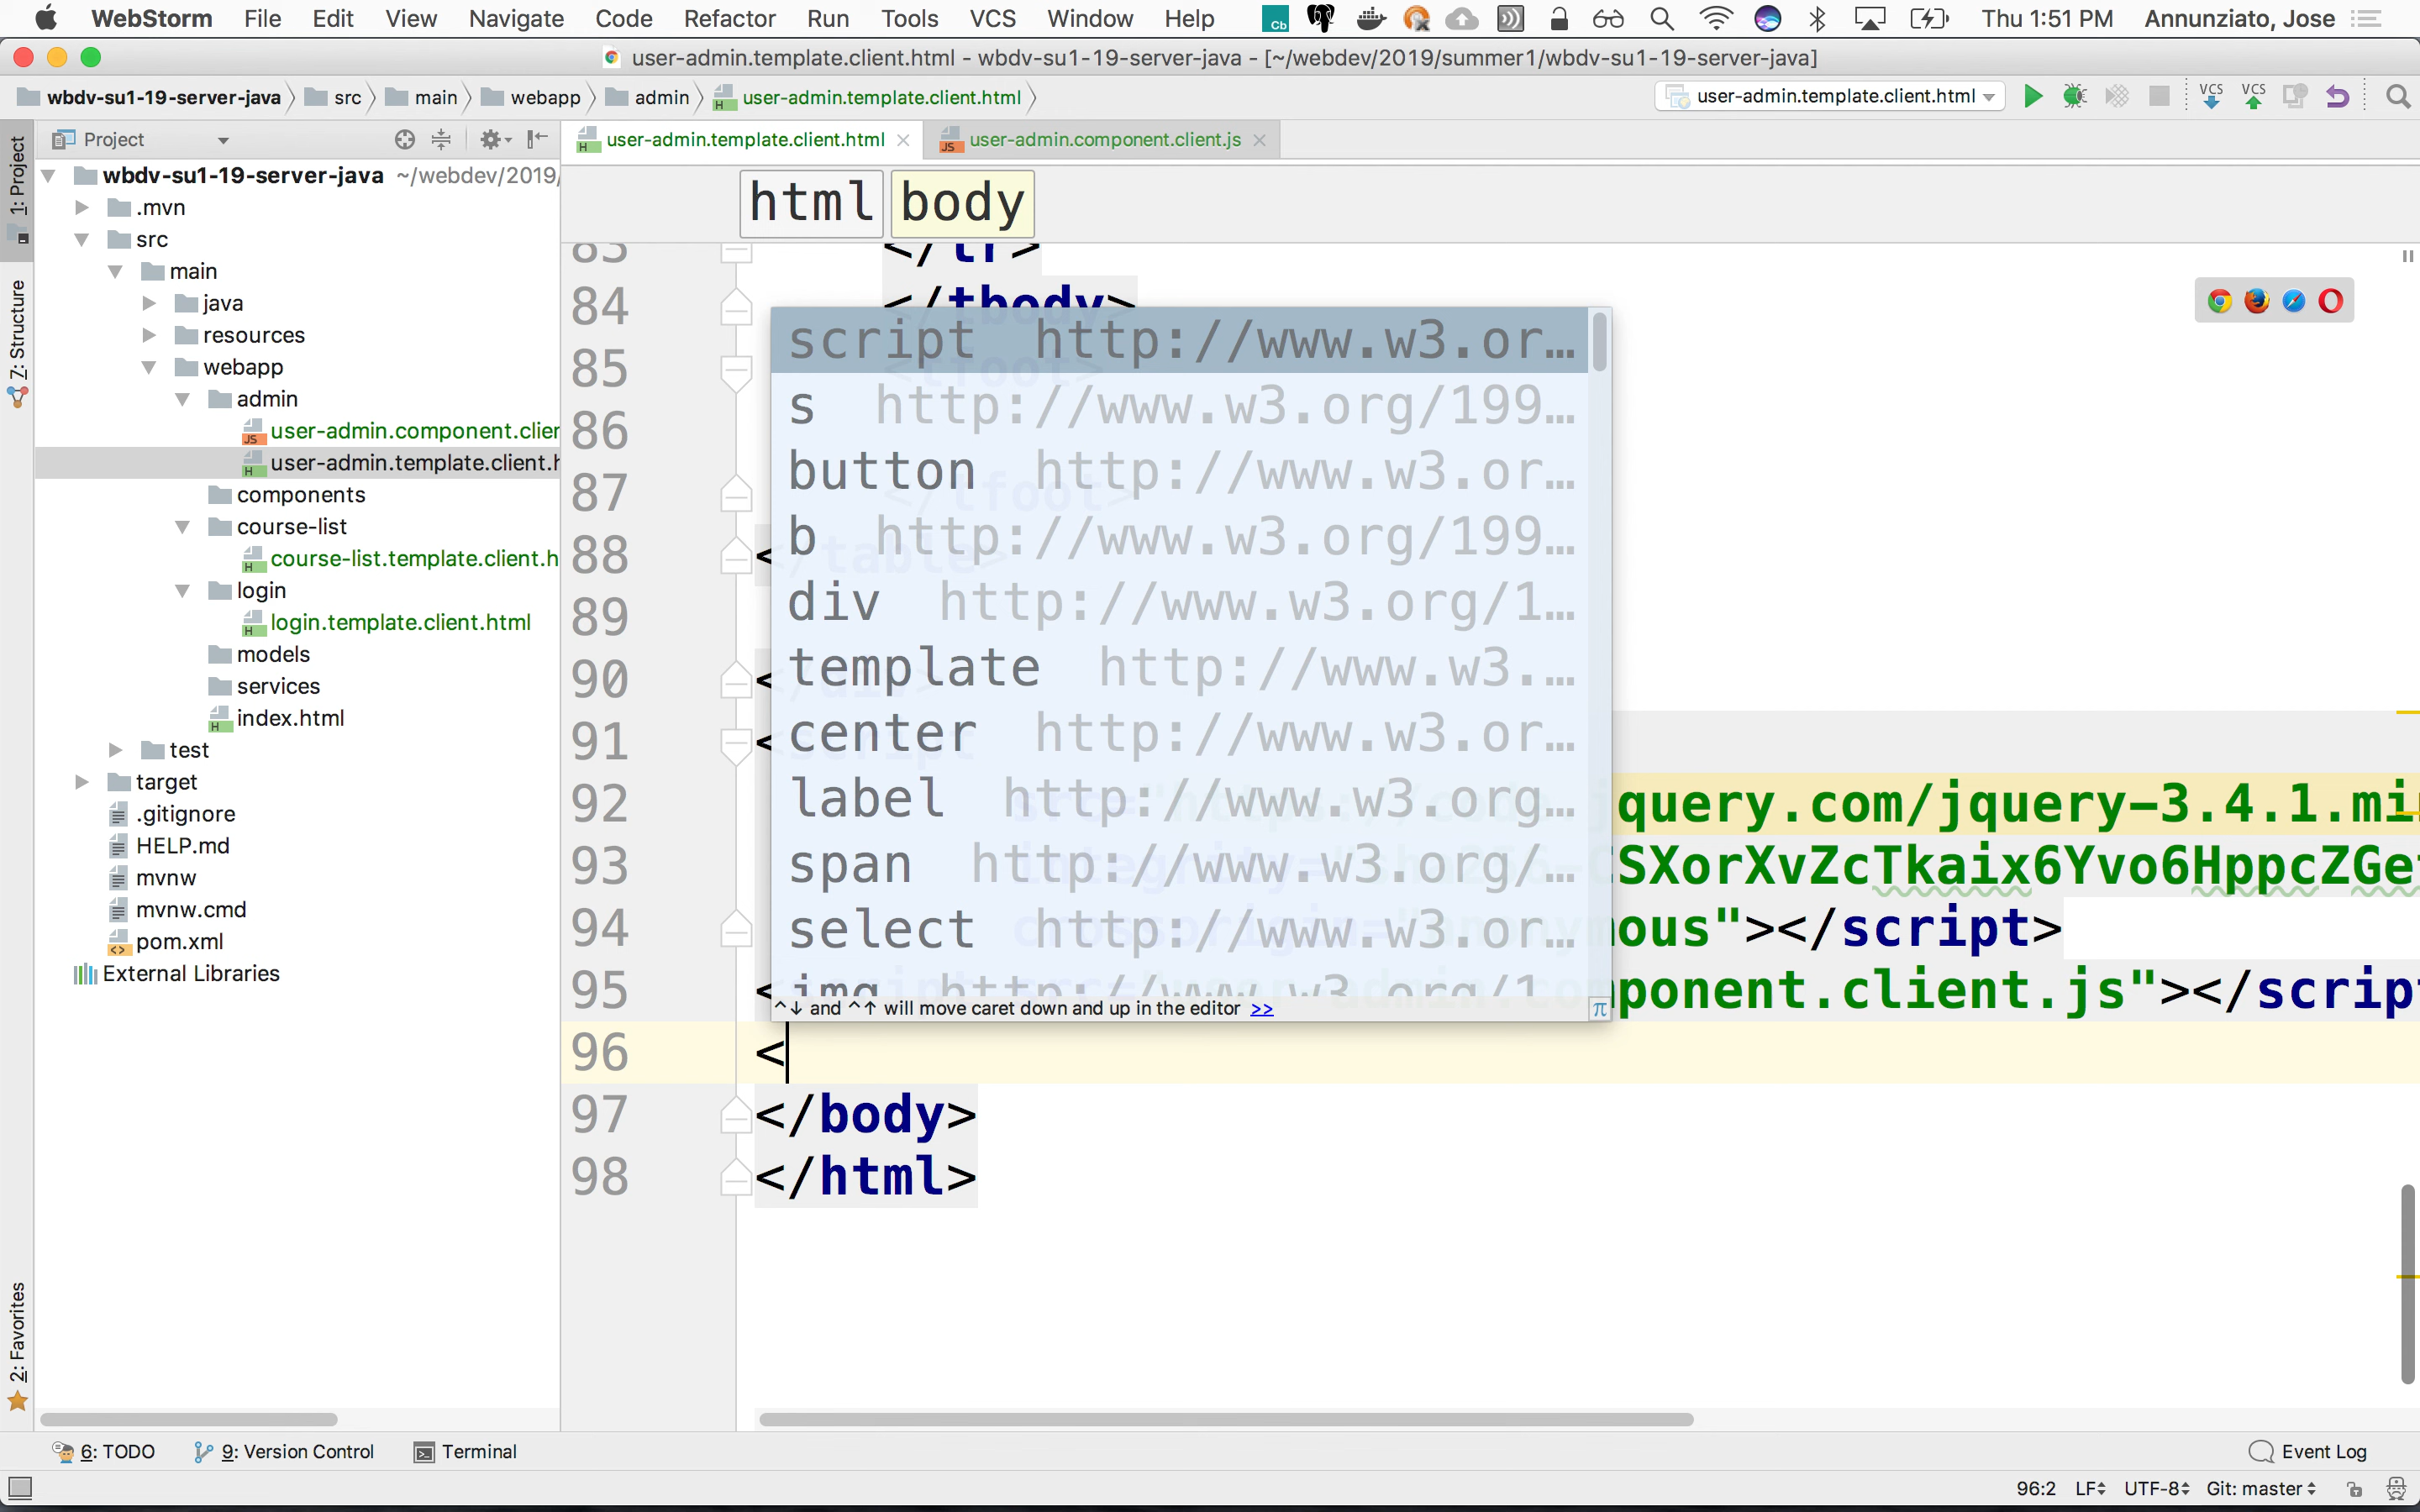 WebStorm File Edit View Navigate Code Refactor Run Tools VCS Window Help Cb Thu 1:51 PM Annunziato, Jose
user-admin.template.client.html - wbdv-su1-19-server-java - [~/webdev/2019/summer1/wbdv-su1-19-server-java]
wbdv-su1-19-server-java src main webapp admin user-admin.template.client.html user-admin.template.client.html VCS VCS
1: Project
7: Structure
2: Favorites
Project
wbdv-su1-19-server-java ~/webdev/2019/
.mvn
src
main
java
resources
webapp
admin
user-admin.component.clier
user-admin.template.client.h
components
course-list
course-list.template.client.h
login
login.template.client.html
models
services
index.html
test
target
.gitignore
HELP.md
mvnw
mvnw.cmd
pom.xml
External Libraries
user-admin.template.client.html user-admin.component.client.js
html body
83 </tr>
84 </tbody>
85
86
87
88 <
89
90 <
91 <
92 query.com/jquery-3.4.1.mi
93 SXorXvZcTkaix6Yvo6HppcZGe
94 ous"></script>
95 < ponent.client.js"></scrip
96 <
97 </body>
98 </html>
script http://www.w3.or…
s http://www.w3.org/199…
button http://www.w3.or…
b http://www.w3.org/199…
div http://www.w3.org/1…
template http://www.w3.…
center http://www.w3.or…
label http://www.w3.org…
span http://www.w3.org/…
select http://www.w3.or…
img http://www.w3.org/1…
^↓ and ^↑ will move caret down and up in the editor >> π
6: TODO 9: Version Control Terminal Event Log
96:2 LF UTF-8 Git: master